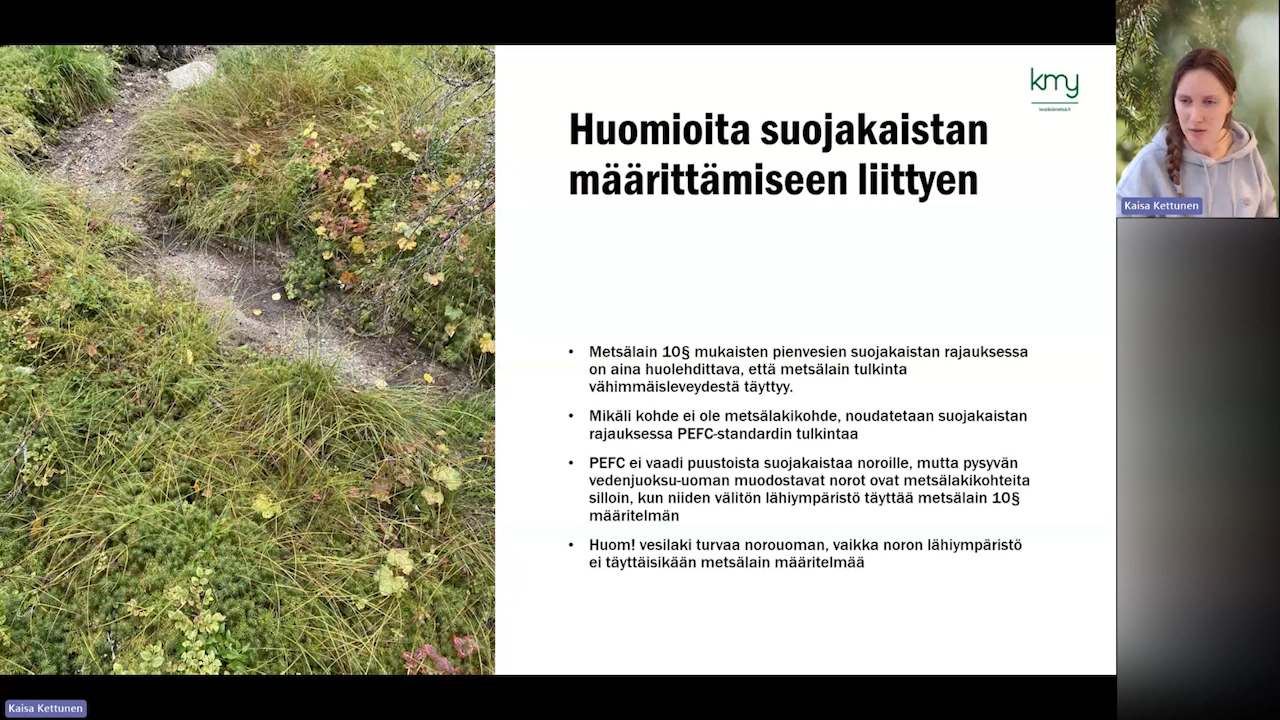 kmy
Huomioita suojakaistan
määrittämiseen liittyen
Kaisa Kettunen
• Metsälain 10§ mukaisten pienvesien suojakaistan rajauksessa
on aina huolehdittava, että metsälain tulkinta
vähimmäisleveydestä täyttyy.
• Mikäli kohde ei ole metsälakikohde, noudatetaan suojakaistan
rajauksessa PEFC-standardin tulkintaa
• PEFC ei vaadi puustoista suojakaistaa noroille, mutta pysyvän
vedenjuoksu-uoman muodostavat norot ovat metsälakikohteita
silloin, kun niiden välitön lähiympäristö täyttää metsälain 10§
määritelmän
• Huom! vesilaki turvaa norouoman, vaikka noron lähiympäristö
ei täyttäisikään metsälain määritelmää
Kaisa Kettunen